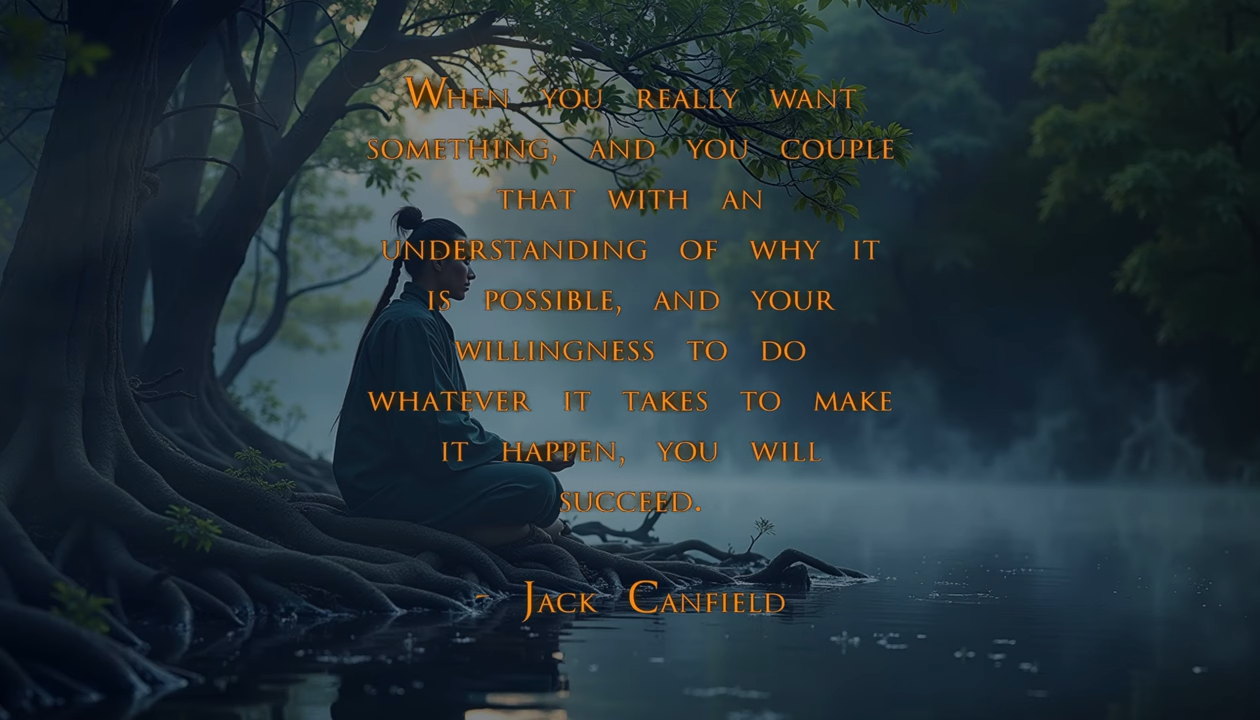 When you really want
something, and you couple
that with an
understanding of why it
is possible, and your
willingness to do
whatever it takes to make
it happen, you will
succeed.
- Jack Canfield